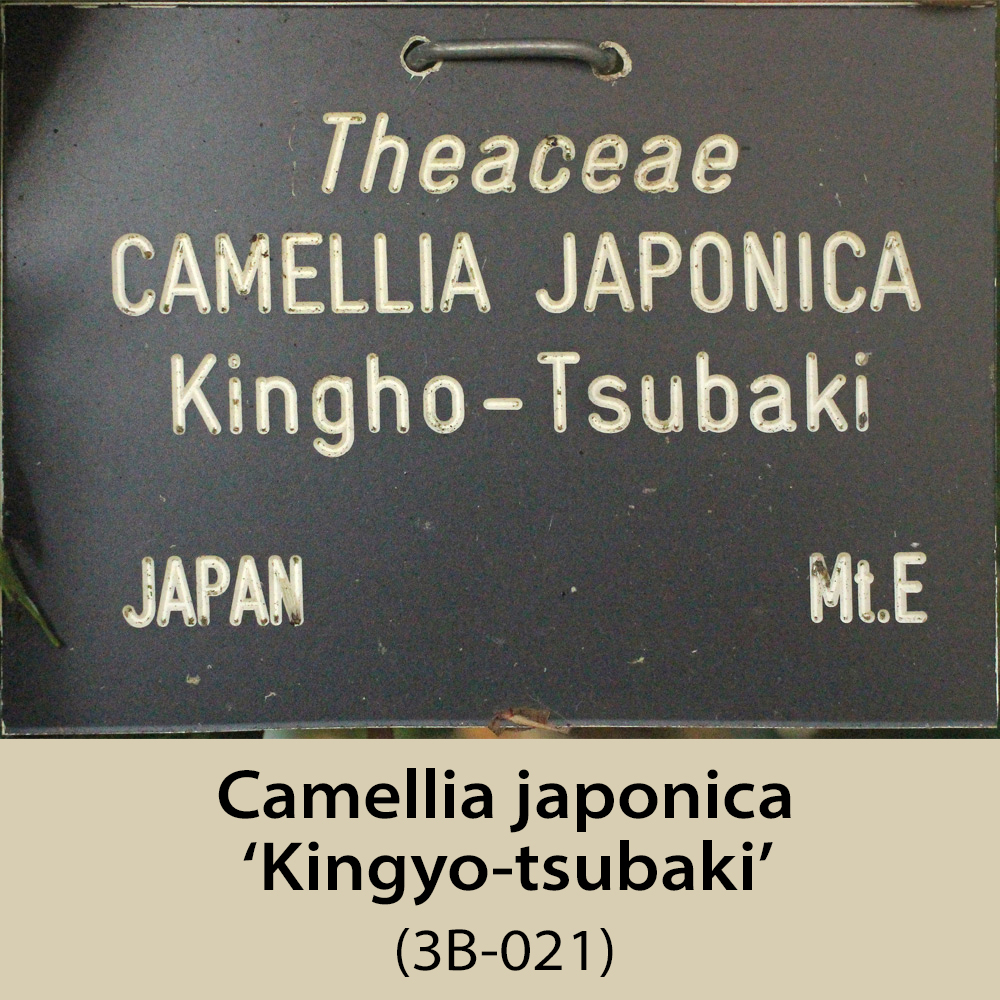 Theaceae
CAMELLIA JAPONICA
Kingho-Tsubaki
JAPAN Mt.E
Camellia japonica
‘Kingyo-tsubaki’
(3B-021)